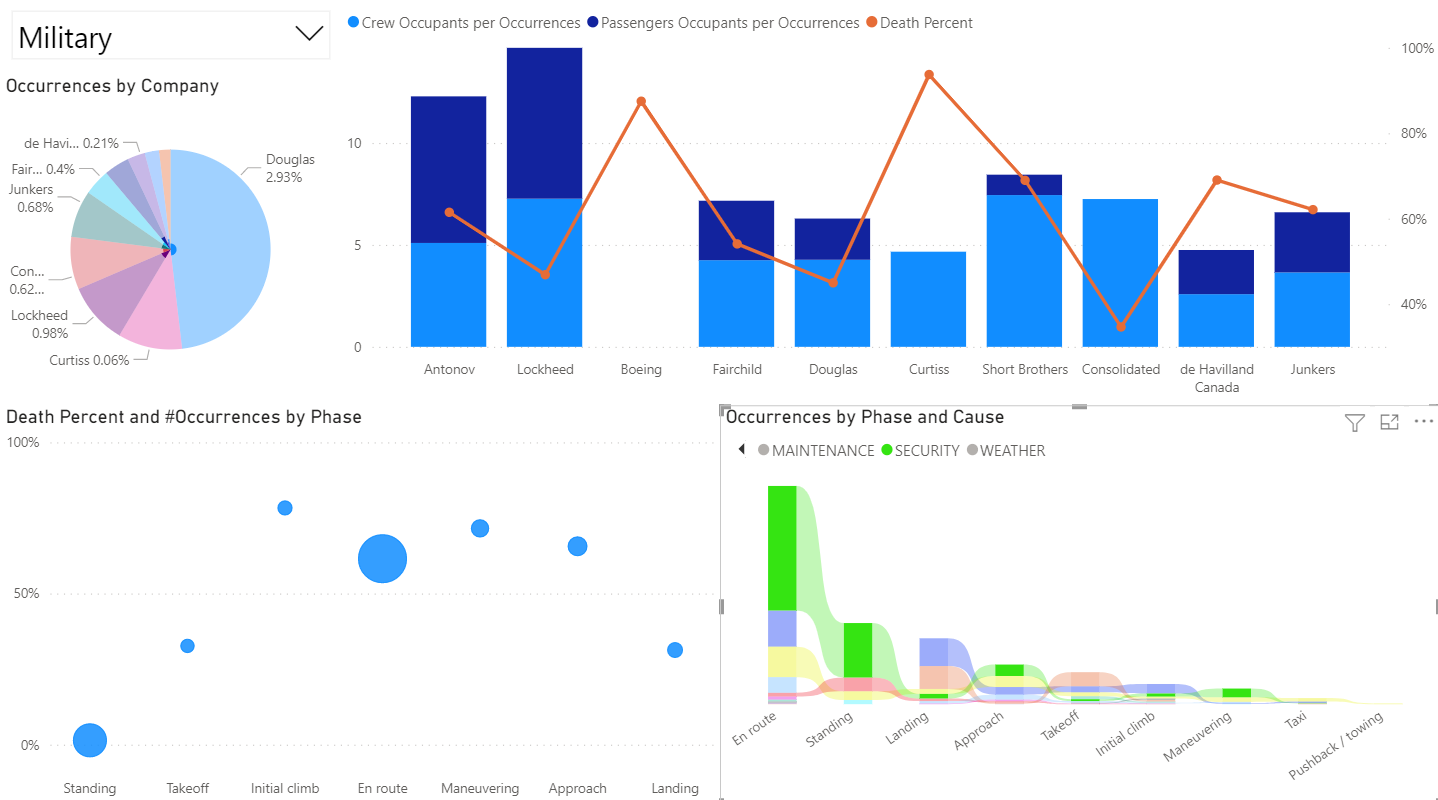 Military
Occurrences by Company
de Havi... 0.21%
Fair... 0.4%
Junkers
0.68%
Con...
0.62...
Lockheed
0.98%
Curtiss 0.06%
Douglas
2.93%
Crew Occupants per Occurrences Passengers Occupants per Occurrences Death Percent
10
5
0
100%
80%
60%
40%
Antonov Lockheed Boeing Fairchild Douglas Curtiss Short Brothers Consolidated de Havilland Junkers
Canada
Death Percent and #Occurrences by Phase
100%
50%
0%
Standing Takeoff Initial climb En route Maneuvering Approach Landing
Occurrences by Phase and Cause
MAINTENANCE SECURITY WEATHER
En route Standing Landing Approach Takeoff Initial climb Maneuvering Taxi Pushback / towing